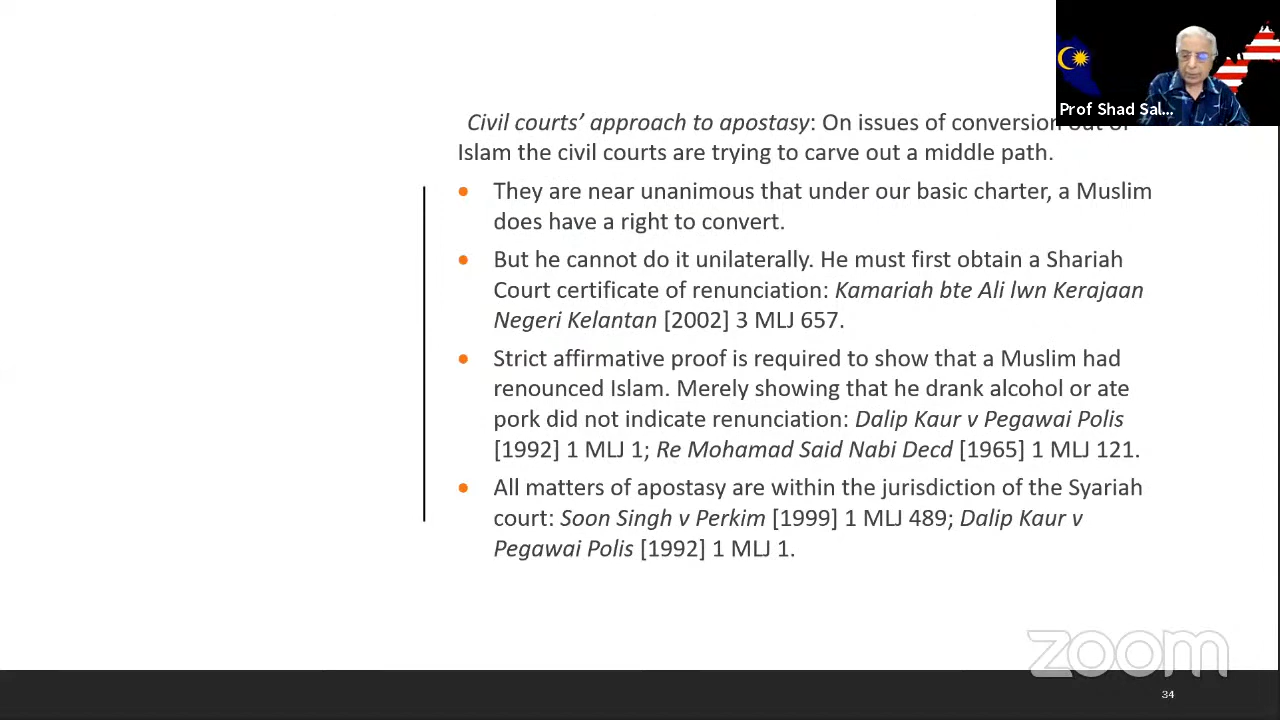 Prof Shad Sal...
Civil courts' approach to apostasy: On issues of conversion out of
Islam the civil courts are trying to carve out a middle path.
• They are near unanimous that under our basic charter, a Muslim
does have a right to convert.
• But he cannot do it unilaterally. He must first obtain a Shariah
Court certificate of renunciation: Kamariah bte Ali lwn Kerajaan
Negeri Kelantan [2002] 3 MLJ 657.
• Strict affirmative proof is required to show that a Muslim had
renounced Islam. Merely showing that he drank alcohol or ate
pork did not indicate renunciation: Dalip Kaur v Pegawai Polis
[1992] 1 MLJ 1; Re Mohamad Said Nabi Decd [1965] 1 MLJ 121.
• All matters of apostasy are within the jurisdiction of the Syariah
court: Soon Singh v Perkim [1999] 1 MLJ 489; Dalip Kaur v
Pegawai Polis [1992] 1 MLJ 1.
zoom
34